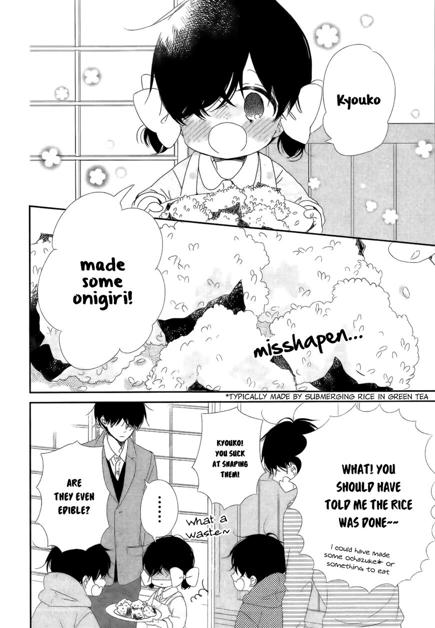 Kyouko
made
some
onigiri!
misshapen...
*TYPICALLY MADE BY SUBMERGING RICE IN GREEN TEA
WHAT! YOU
SHOULD HAVE
TOLD ME THE RICE
WAS DONE~~
I could have made
some ochazuke* or
something to eat
KYOUKO!
YOU SUCK
AT SHAPING
THEM!
......
what a
waste~
ARE
THEY EVEN
EDIBLE?